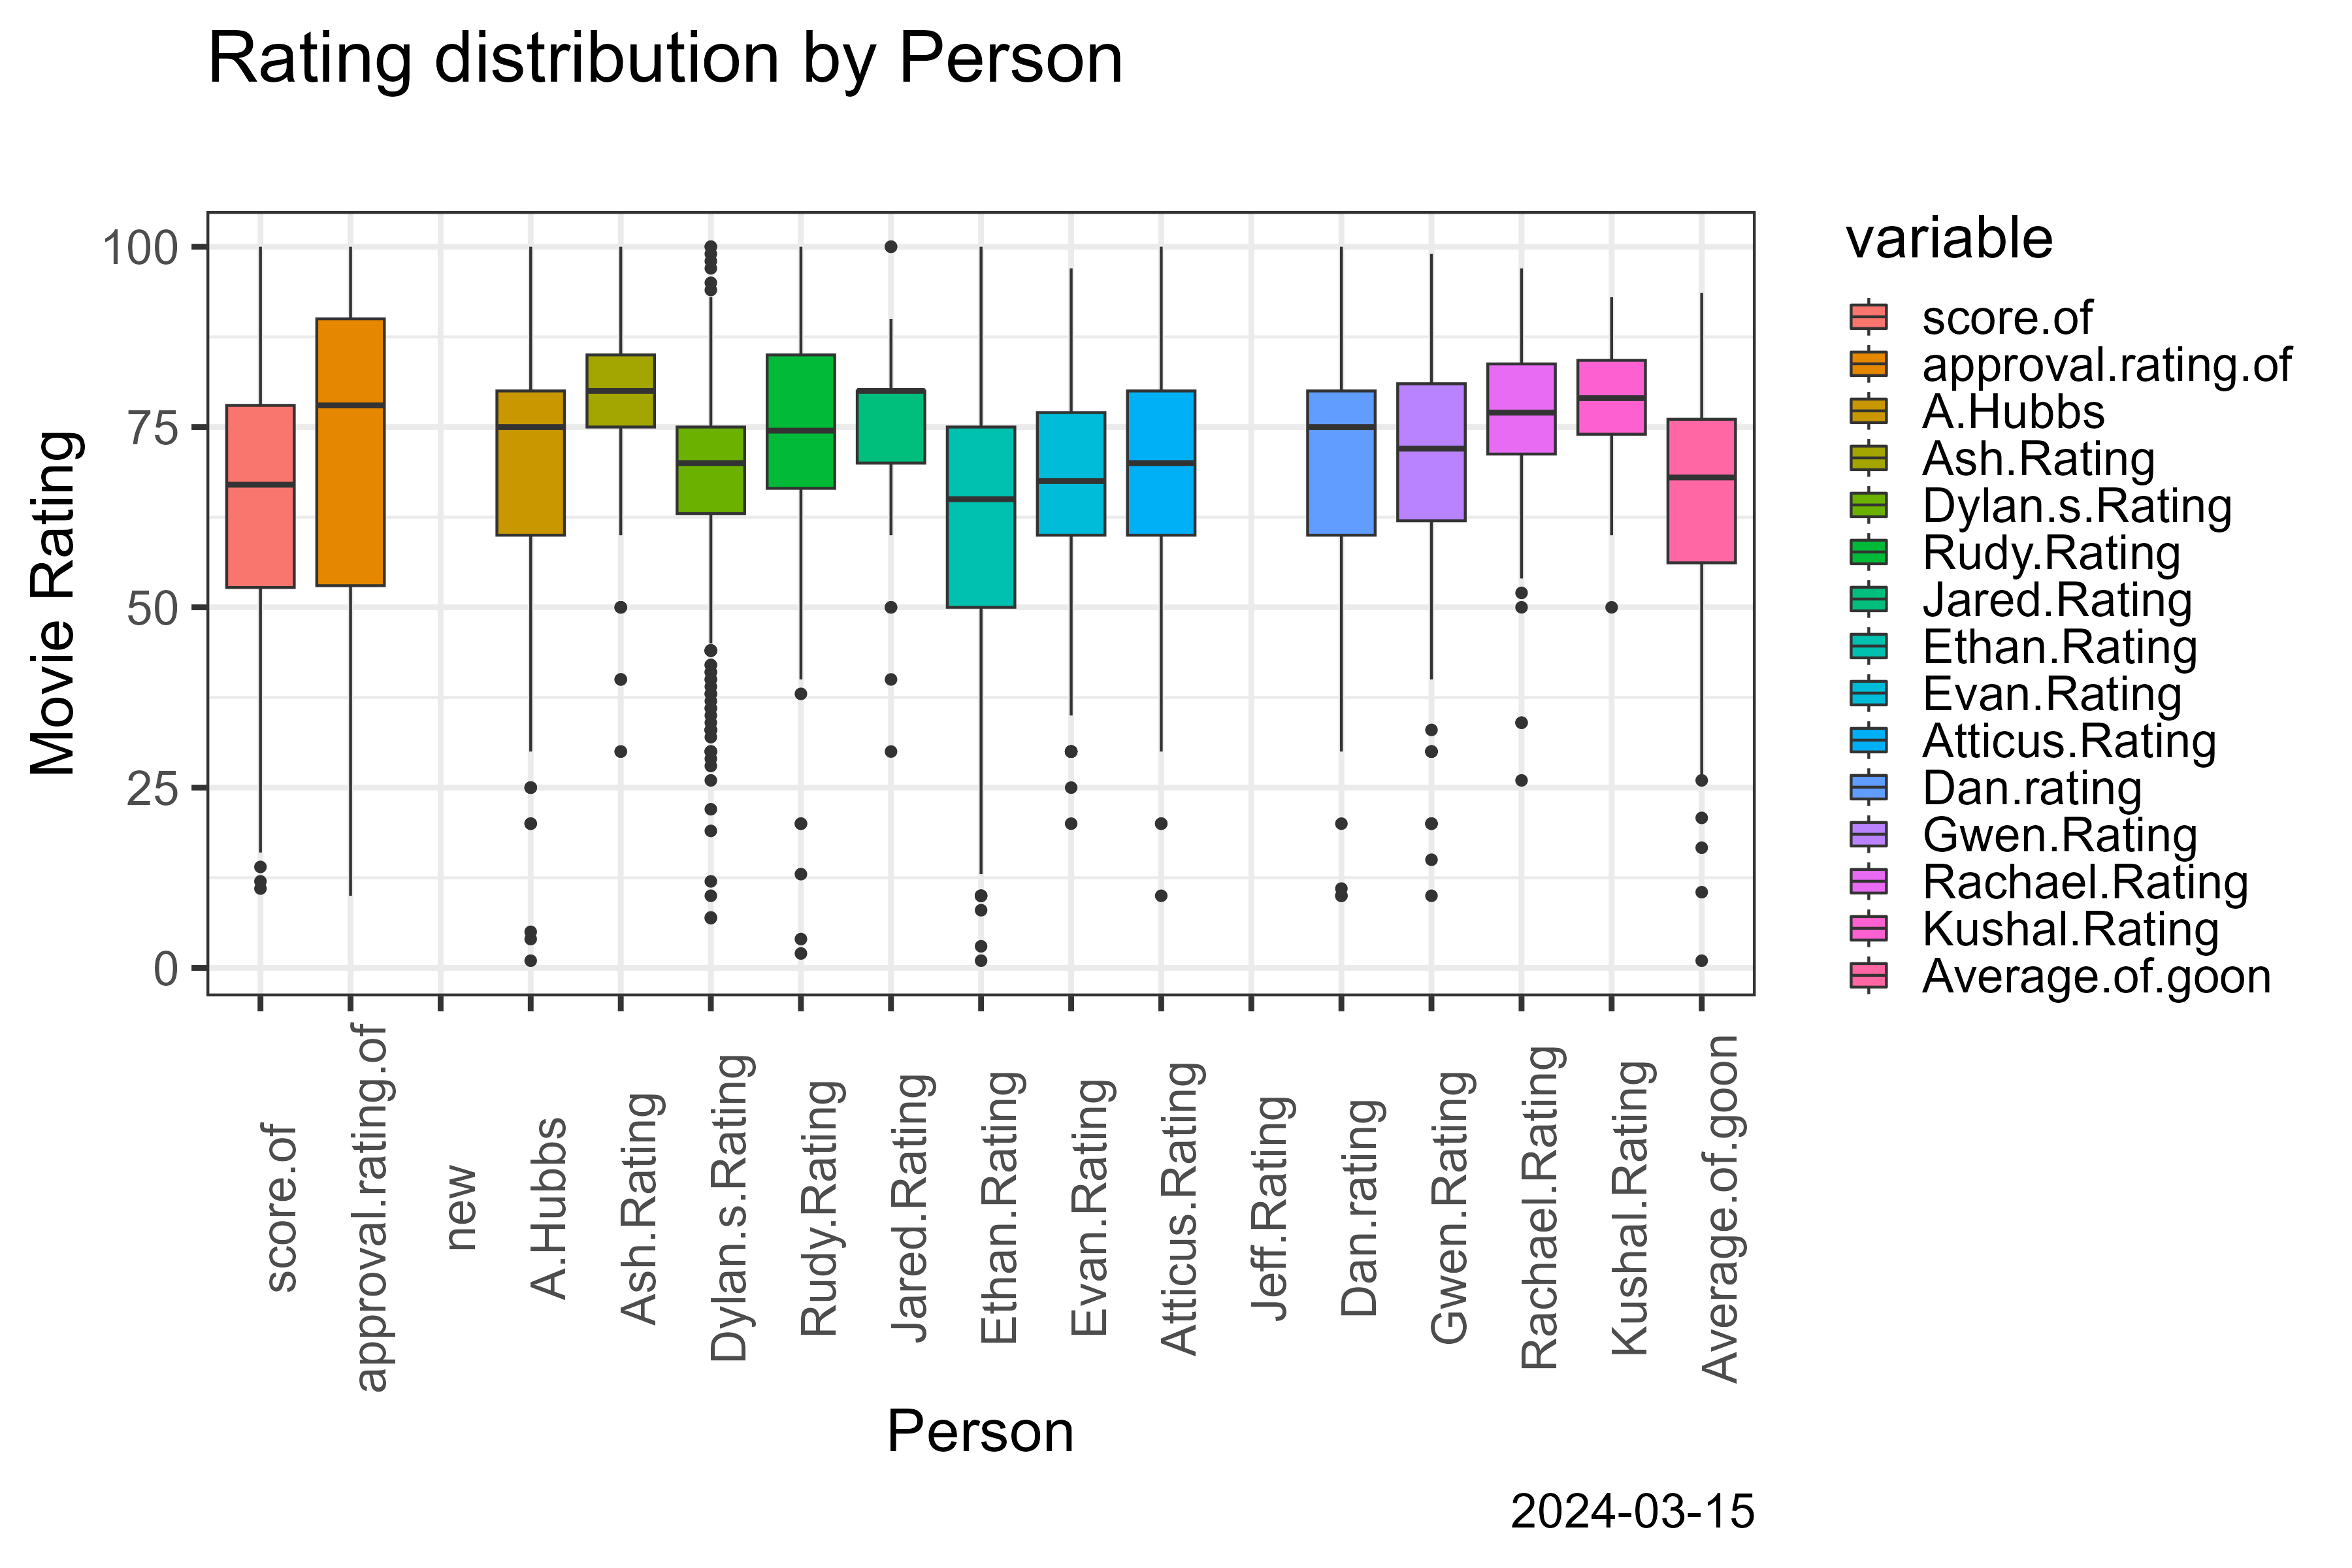 Rating distribution by Person
Movie Rating
100
75
50
25
0
score.of
approval.rating.of
new
A.Hubbs
Ash.Rating
Dylan.s.Rating
Rudy.Rating
Jared.Rating
Ethan.Rating
Evan.Rating
Atticus.Rating
Jeff.Rating
Dan.rating
Gwen.Rating
Rachael.Rating
Kushal.Rating
Average.of.goon
Person
variable
score.of
approval.rating.of
A.Hubbs
Ash.Rating
Dylan.s.Rating
Rudy.Rating
Jared.Rating
Ethan.Rating
Evan.Rating
Atticus.Rating
Dan.rating
Gwen.Rating
Rachael.Rating
Kushal.Rating
Average.of.goon
2024-03-15